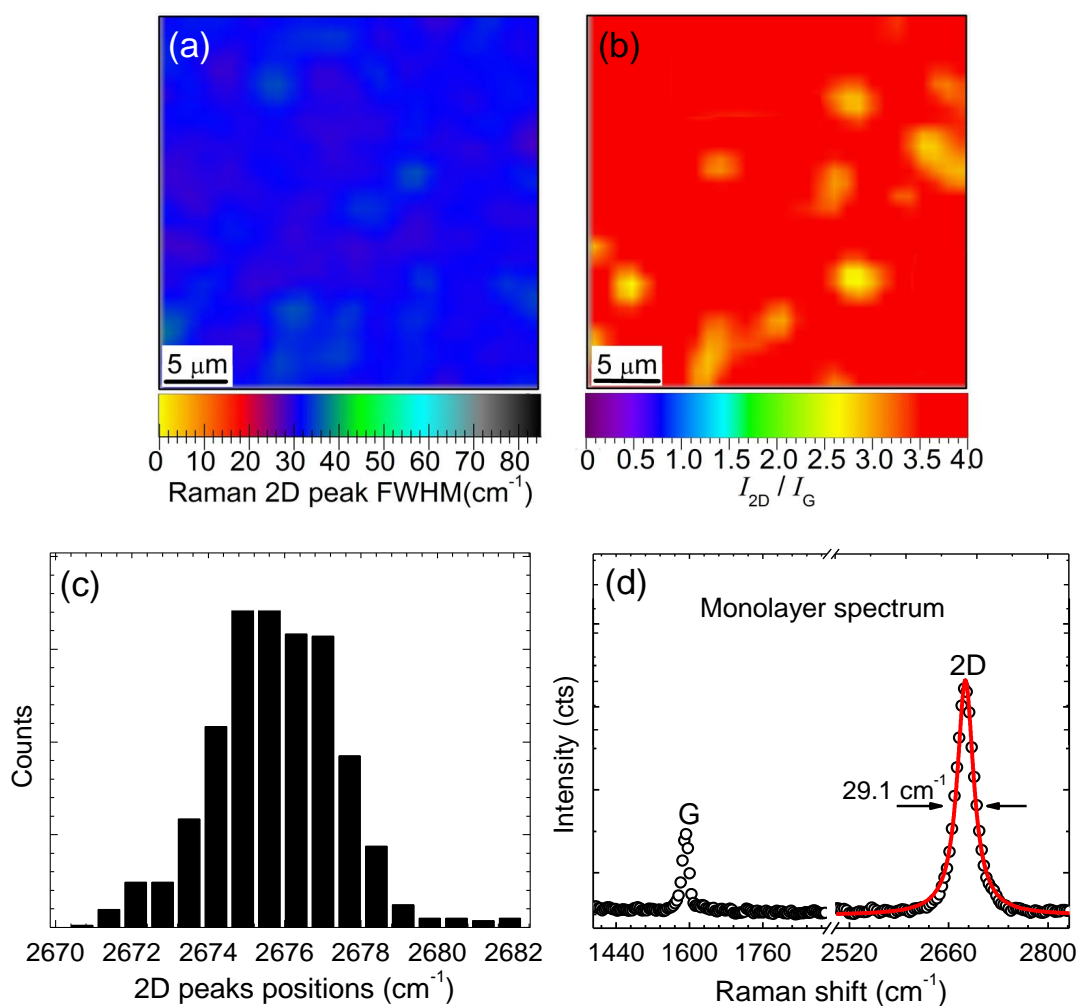 (a)
5 μm
0 10 20 30 40 50 60 70 80
Raman 2D peak FWHM(cm⁻¹)
(b)
5 μm
0 0.5 1.0 1.5 2.0 2.5 3.0 3.5 4.0
I₂D / I_G
(c)
Counts
2670 2672 2674 2676 2678 2680 2682
2D peaks positions (cm⁻¹)
(d)
Monolayer spectrum
2D
29.1 cm⁻¹
G
Intensity (cts)
1440 1600 1760 2520 2660 2800
Raman shift (cm⁻¹)